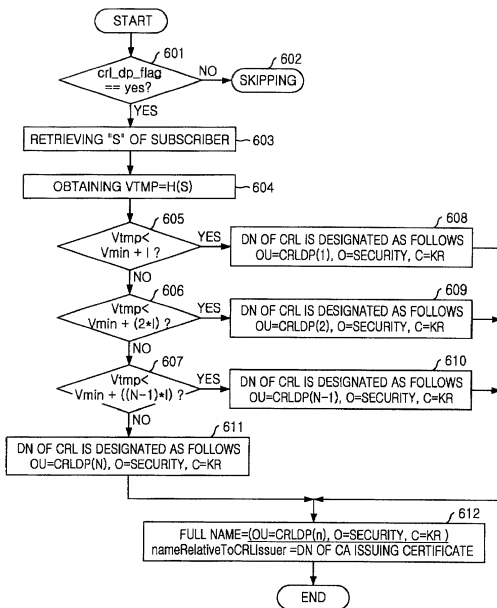 START
601
crl_dp_flag
== yes?
NO
602
SKIPPING
YES
RETRIEVING "S" OF SUBSCRIBER
603
OBTAINING VTMP=H(S)
604
605
Vtmp<
Vmin + I ?
YES
608
DN OF CRL IS DESIGNATED AS FOLLOWS
OU=CRLDP(1), O=SECURITY, C=KR
NO
606
Vtmp<
Vmin + (2*I) ?
YES
609
DN OF CRL IS DESIGNATED AS FOLLOWS
OU=CRLDP(2), O=SECURITY, C=KR
NO
607
Vtmp<
Vmin + ((N-1)*I) ?
YES
610
DN OF CRL IS DESIGNATED AS FOLLOWS
OU=CRLDP(N-1), O=SECURITY, C=KR
NO
611
DN OF CRL IS DESIGNATED AS FOLLOWS
OU=CRLDP(N), O=SECURITY, C=KR
612
FULL NAME=(OU=CRLDP(n), O=SECURITY, C=KR )
nameRelativeToCRLIssuer =DN OF CA ISSUING CERTIFICATE
END